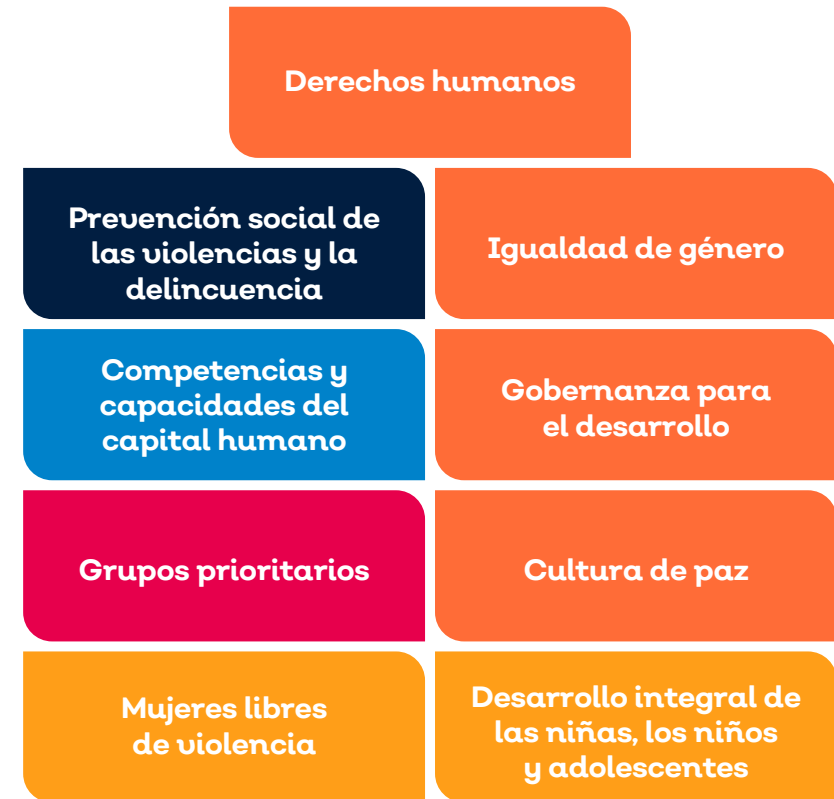 Derechos humanos
Prevención social de
las violencias y la
delincuencia
Igualdad de género
Competencias y
capacidades del
capital humano
Gobernanza para
el desarrollo
Grupos prioritarios
Cultura de paz
Mujeres libres
de violencia
Desarrollo integral de
las niñas, los niños
y adolescentes